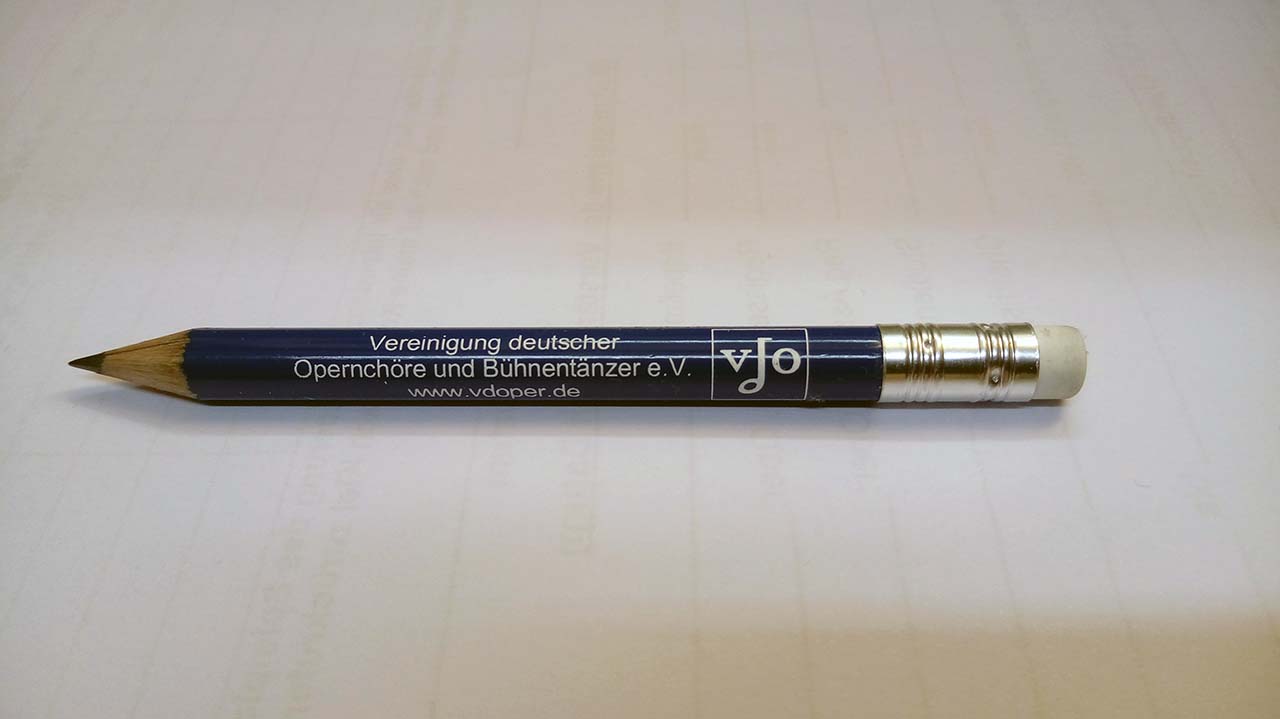 Vereinigung deutscher
Opernchöre und Bühnentänzer e.V.
www.vdoper.de
vdo